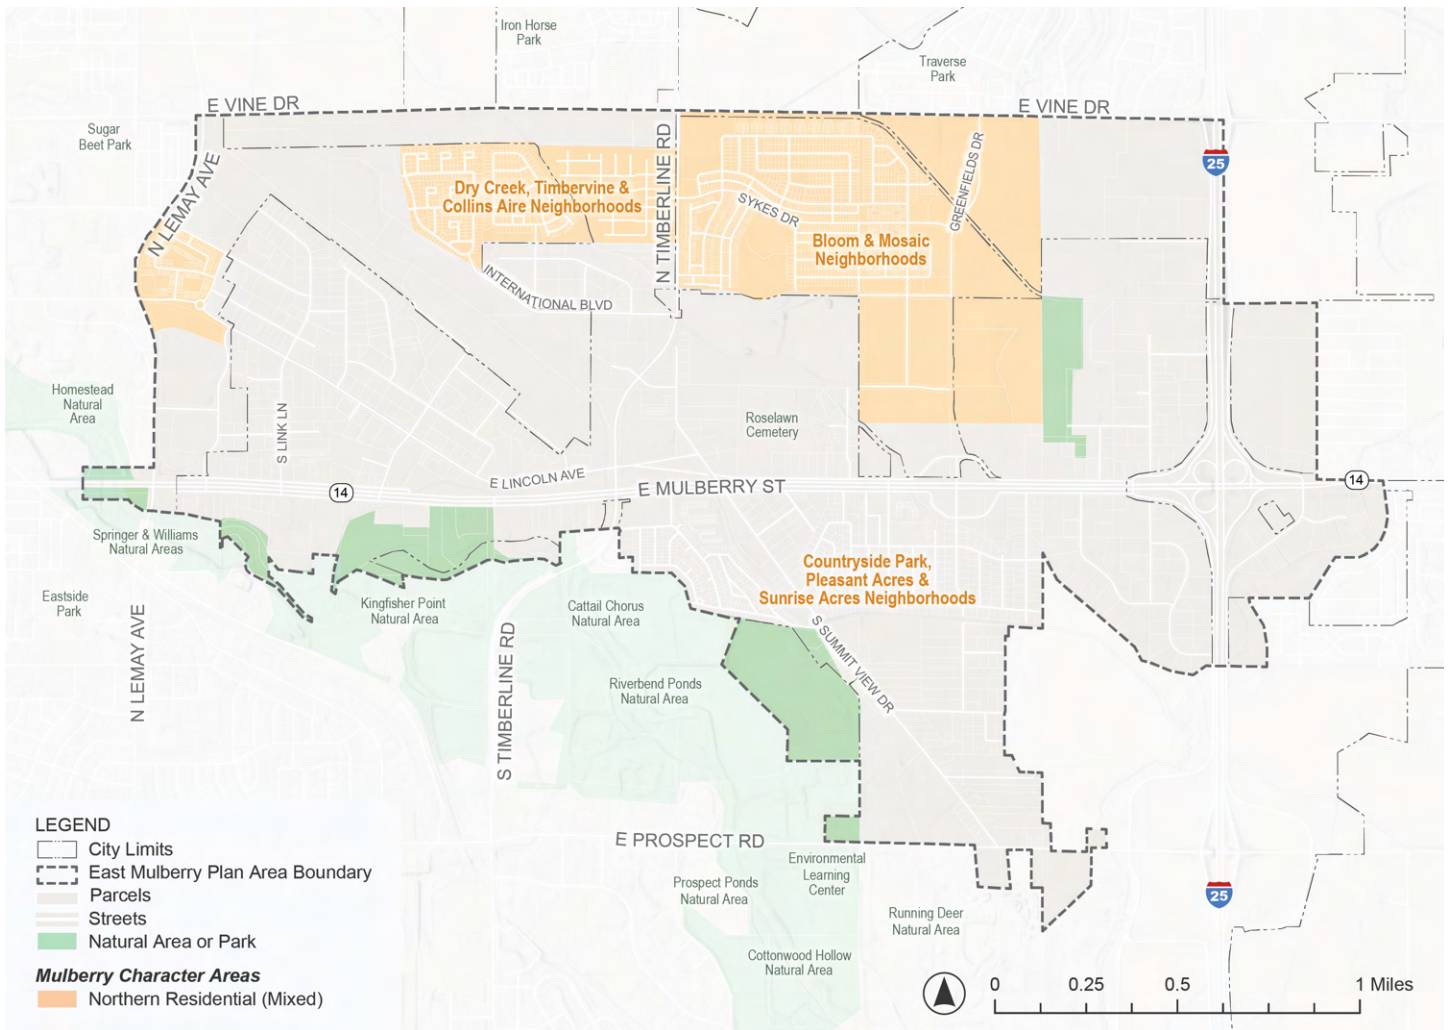 Iron Horse
Park
Traverse
Park
E VINE DR
E VINE DR
Sugar
Beet Park
N LEMAY AVE
N TIMBERLINE RD
GREENFIELDS DR
25
Dry Creek, Timbervine &
Collins Aire Neighborhoods
SYKES DR
Bloom & Mosaic
Neighborhoods
INTERNATIONAL BLVD
Homestead
Natural
Area
S LINK LN
Roselawn
Cemetery
E LINCOLN AVE
14
E MULBERRY ST
14
Springer & Williams
Natural Areas
Countryside Park,
Pleasant Acres &
Sunrise Acres Neighborhoods
Eastside
Park
Kingfisher Point
Natural Area
Cattail Chorus
Natural Area
N LEMAY AVE
S TIMBERLINE RD
S SUMMIT VIEW DR
Riverbend Ponds
Natural Area
E PROSPECT RD
Environmental
Learning
Center
Prospect Ponds
Natural Area
25
Running Deer
Natural Area
Cottonwood Hollow
Natural Area
LEGEND
City Limits
East Mulberry Plan Area Boundary
Parcels
Streets
Natural Area or Park
Mulberry Character Areas
Northern Residential (Mixed)
0 0.25 0.5 1 Miles